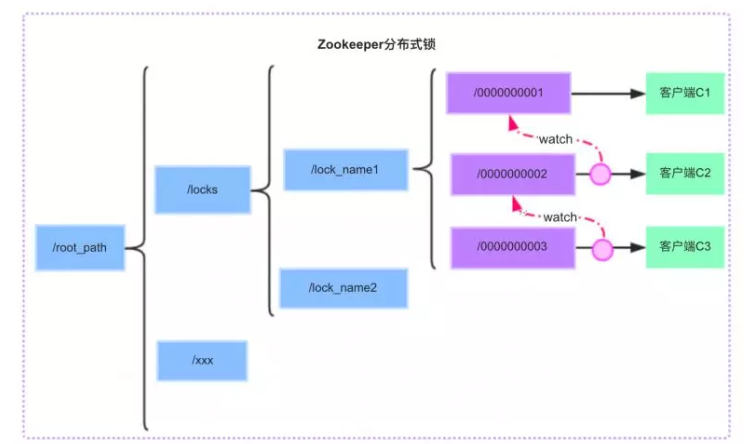 Zookeeper分布式锁
/0000000001
客户端C1
watch
/lock_name1
/locks
/0000000002
客户端C2
watch
/root_path
/0000000003
客户端C3
/lock_name2
/xxx